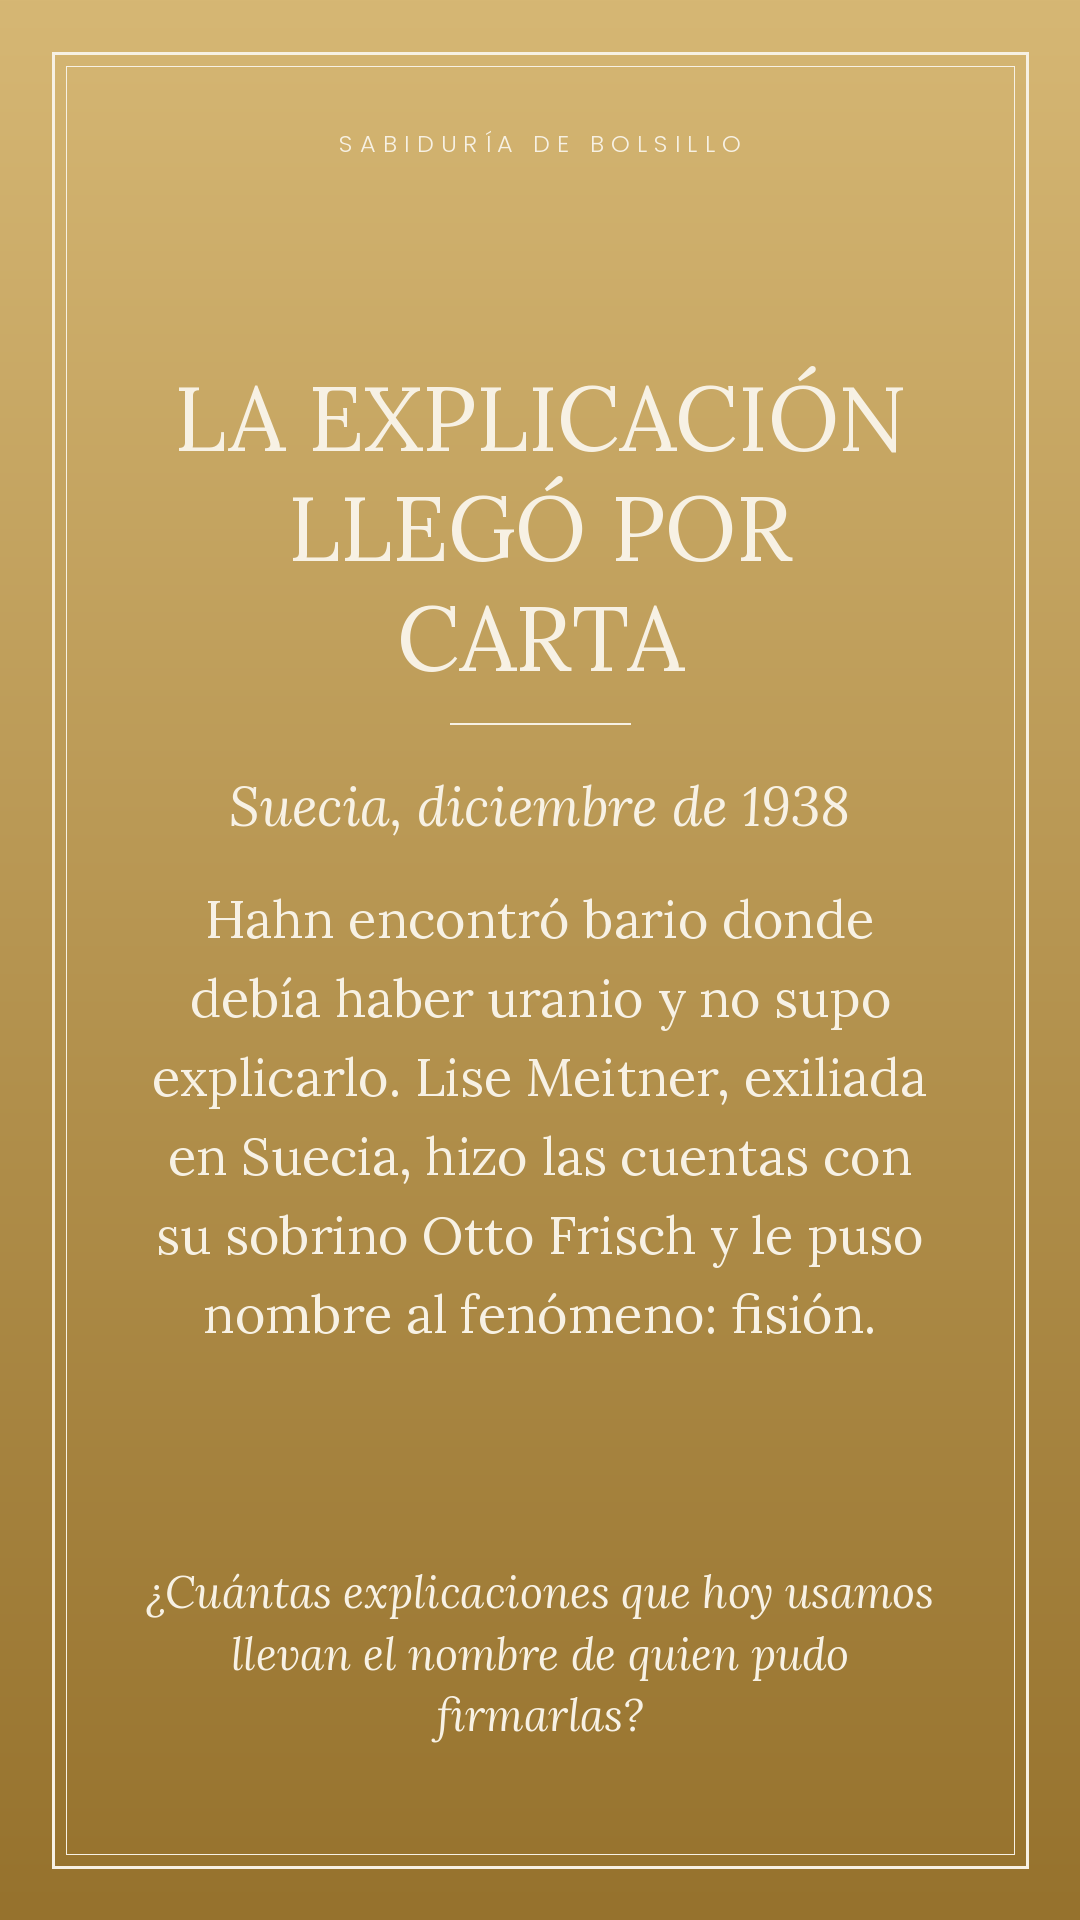 SABIDURÍA DE BOLSILLO
LA EXPLICACIÓN
LLEGÓ POR
CARTA
Suecia, diciembre de 1938
Hahn encontró bario donde
debía haber uranio y no supo
explicarlo. Lise Meitner, exiliada
en Suecia, hizo las cuentas con
su sobrino Otto Frisch y le puso
nombre al fenómeno: fisión.
¿Cuántas explicaciones que hoy usamos
llevan el nombre de quien pudo
firmarlas?